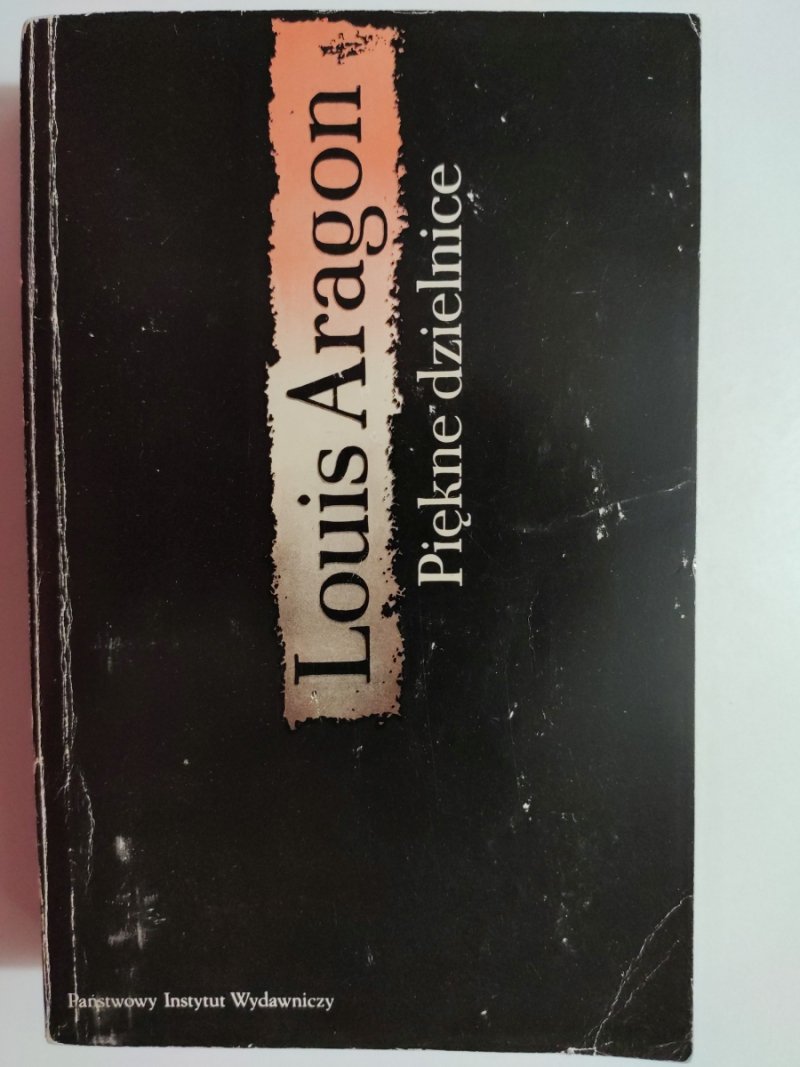 Louis Aragon
Piękne dzielnice
Państwowy Instytut Wydawniczy